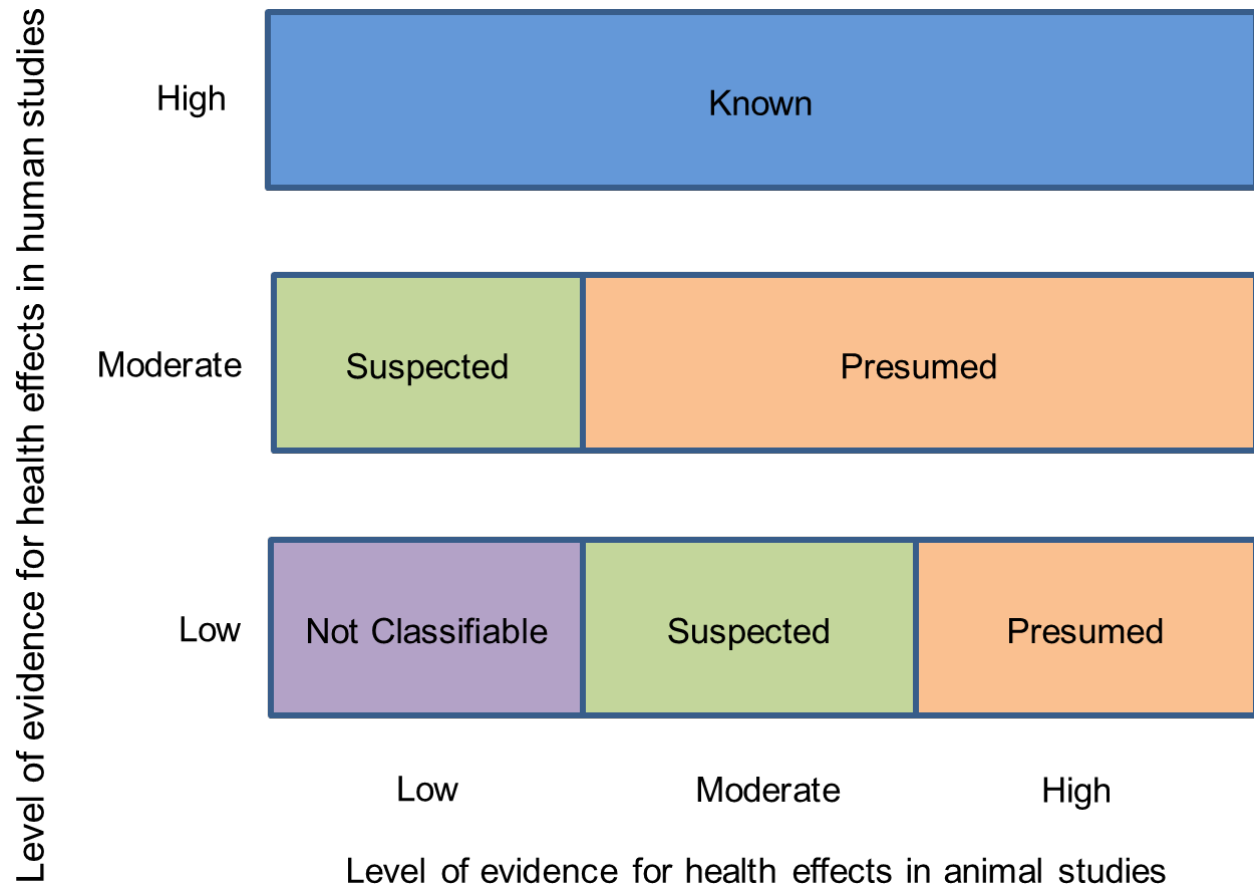 Level of evidence for health effects in human studies
High
Known
Moderate
Suspected
Presumed
Low
Not Classifiable
Suspected
Presumed
Low
Moderate
High
Level of evidence for health effects in animal studies